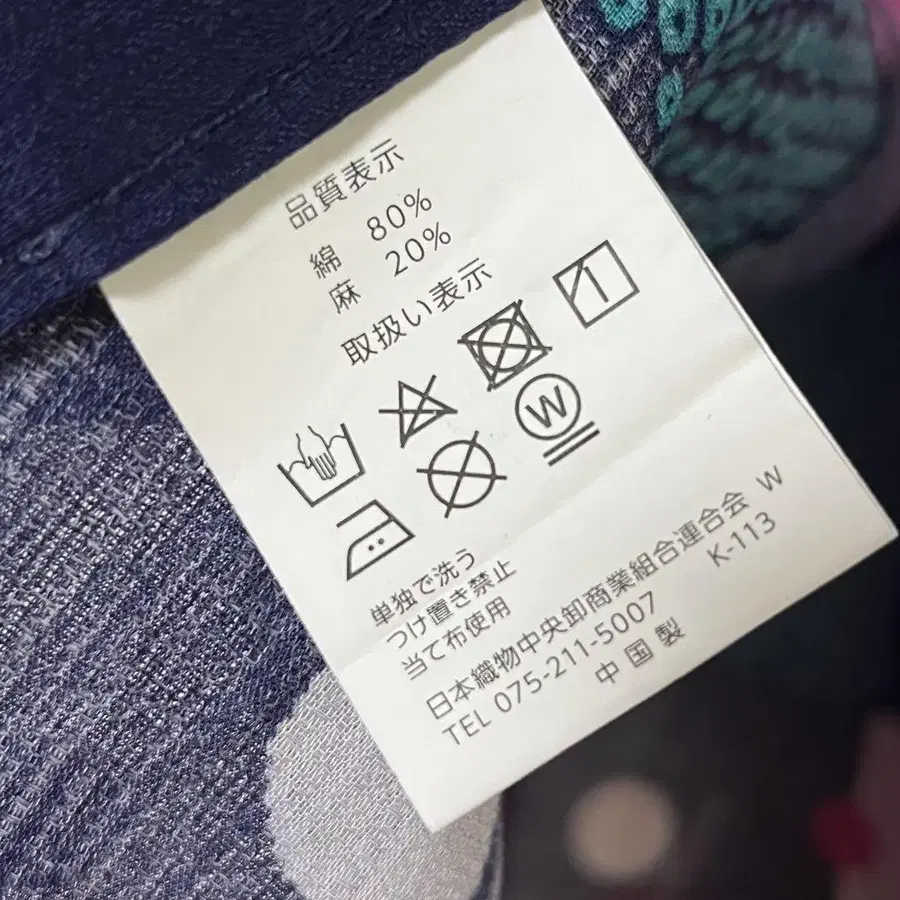 品質表示
綿 80%
麻 20%
取扱い表示
W
単独で洗う
つけ置き禁止
当て布使用
日本織物中央卸商業組合連合会 W
TEL 075-211-5007 K-113
中国製